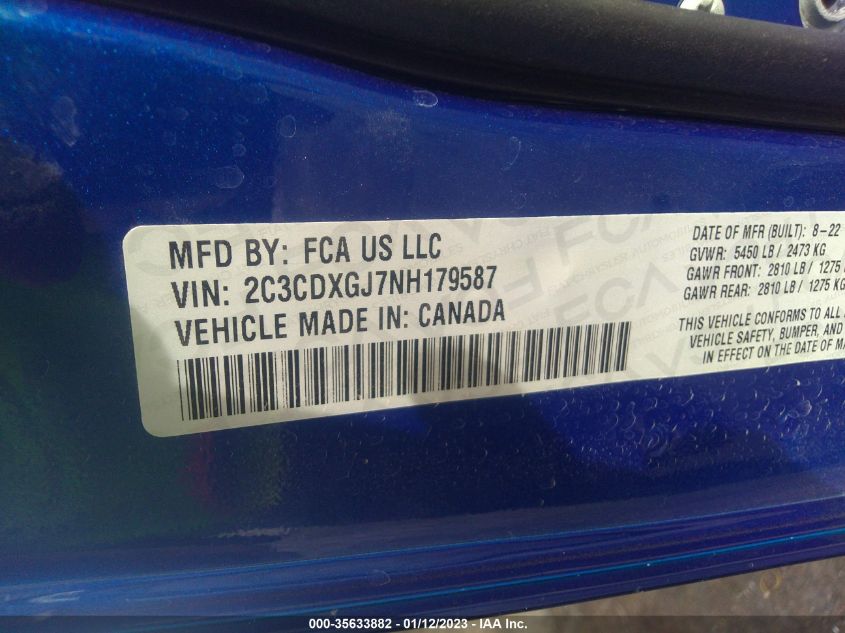 MFD BY: FCA US LLC
VIN: 2C3CDXGJ7NH179587
VEHICLE MADE IN: CANADA
DATE OF MFR (BUILT): 8-22
GVWR: 5450 LB / 2473 KG
GAWR FRONT: 2810 LB / 1275
GAWR REAR: 2810 LB / 1275 KG
THIS VEHICLE CONFORMS TO ALL
VEHICLE SAFETY, BUMPER, AND
IN EFFECT ON THE DATE OF
000-35633882 - 01/12/2023 - IAA Inc.